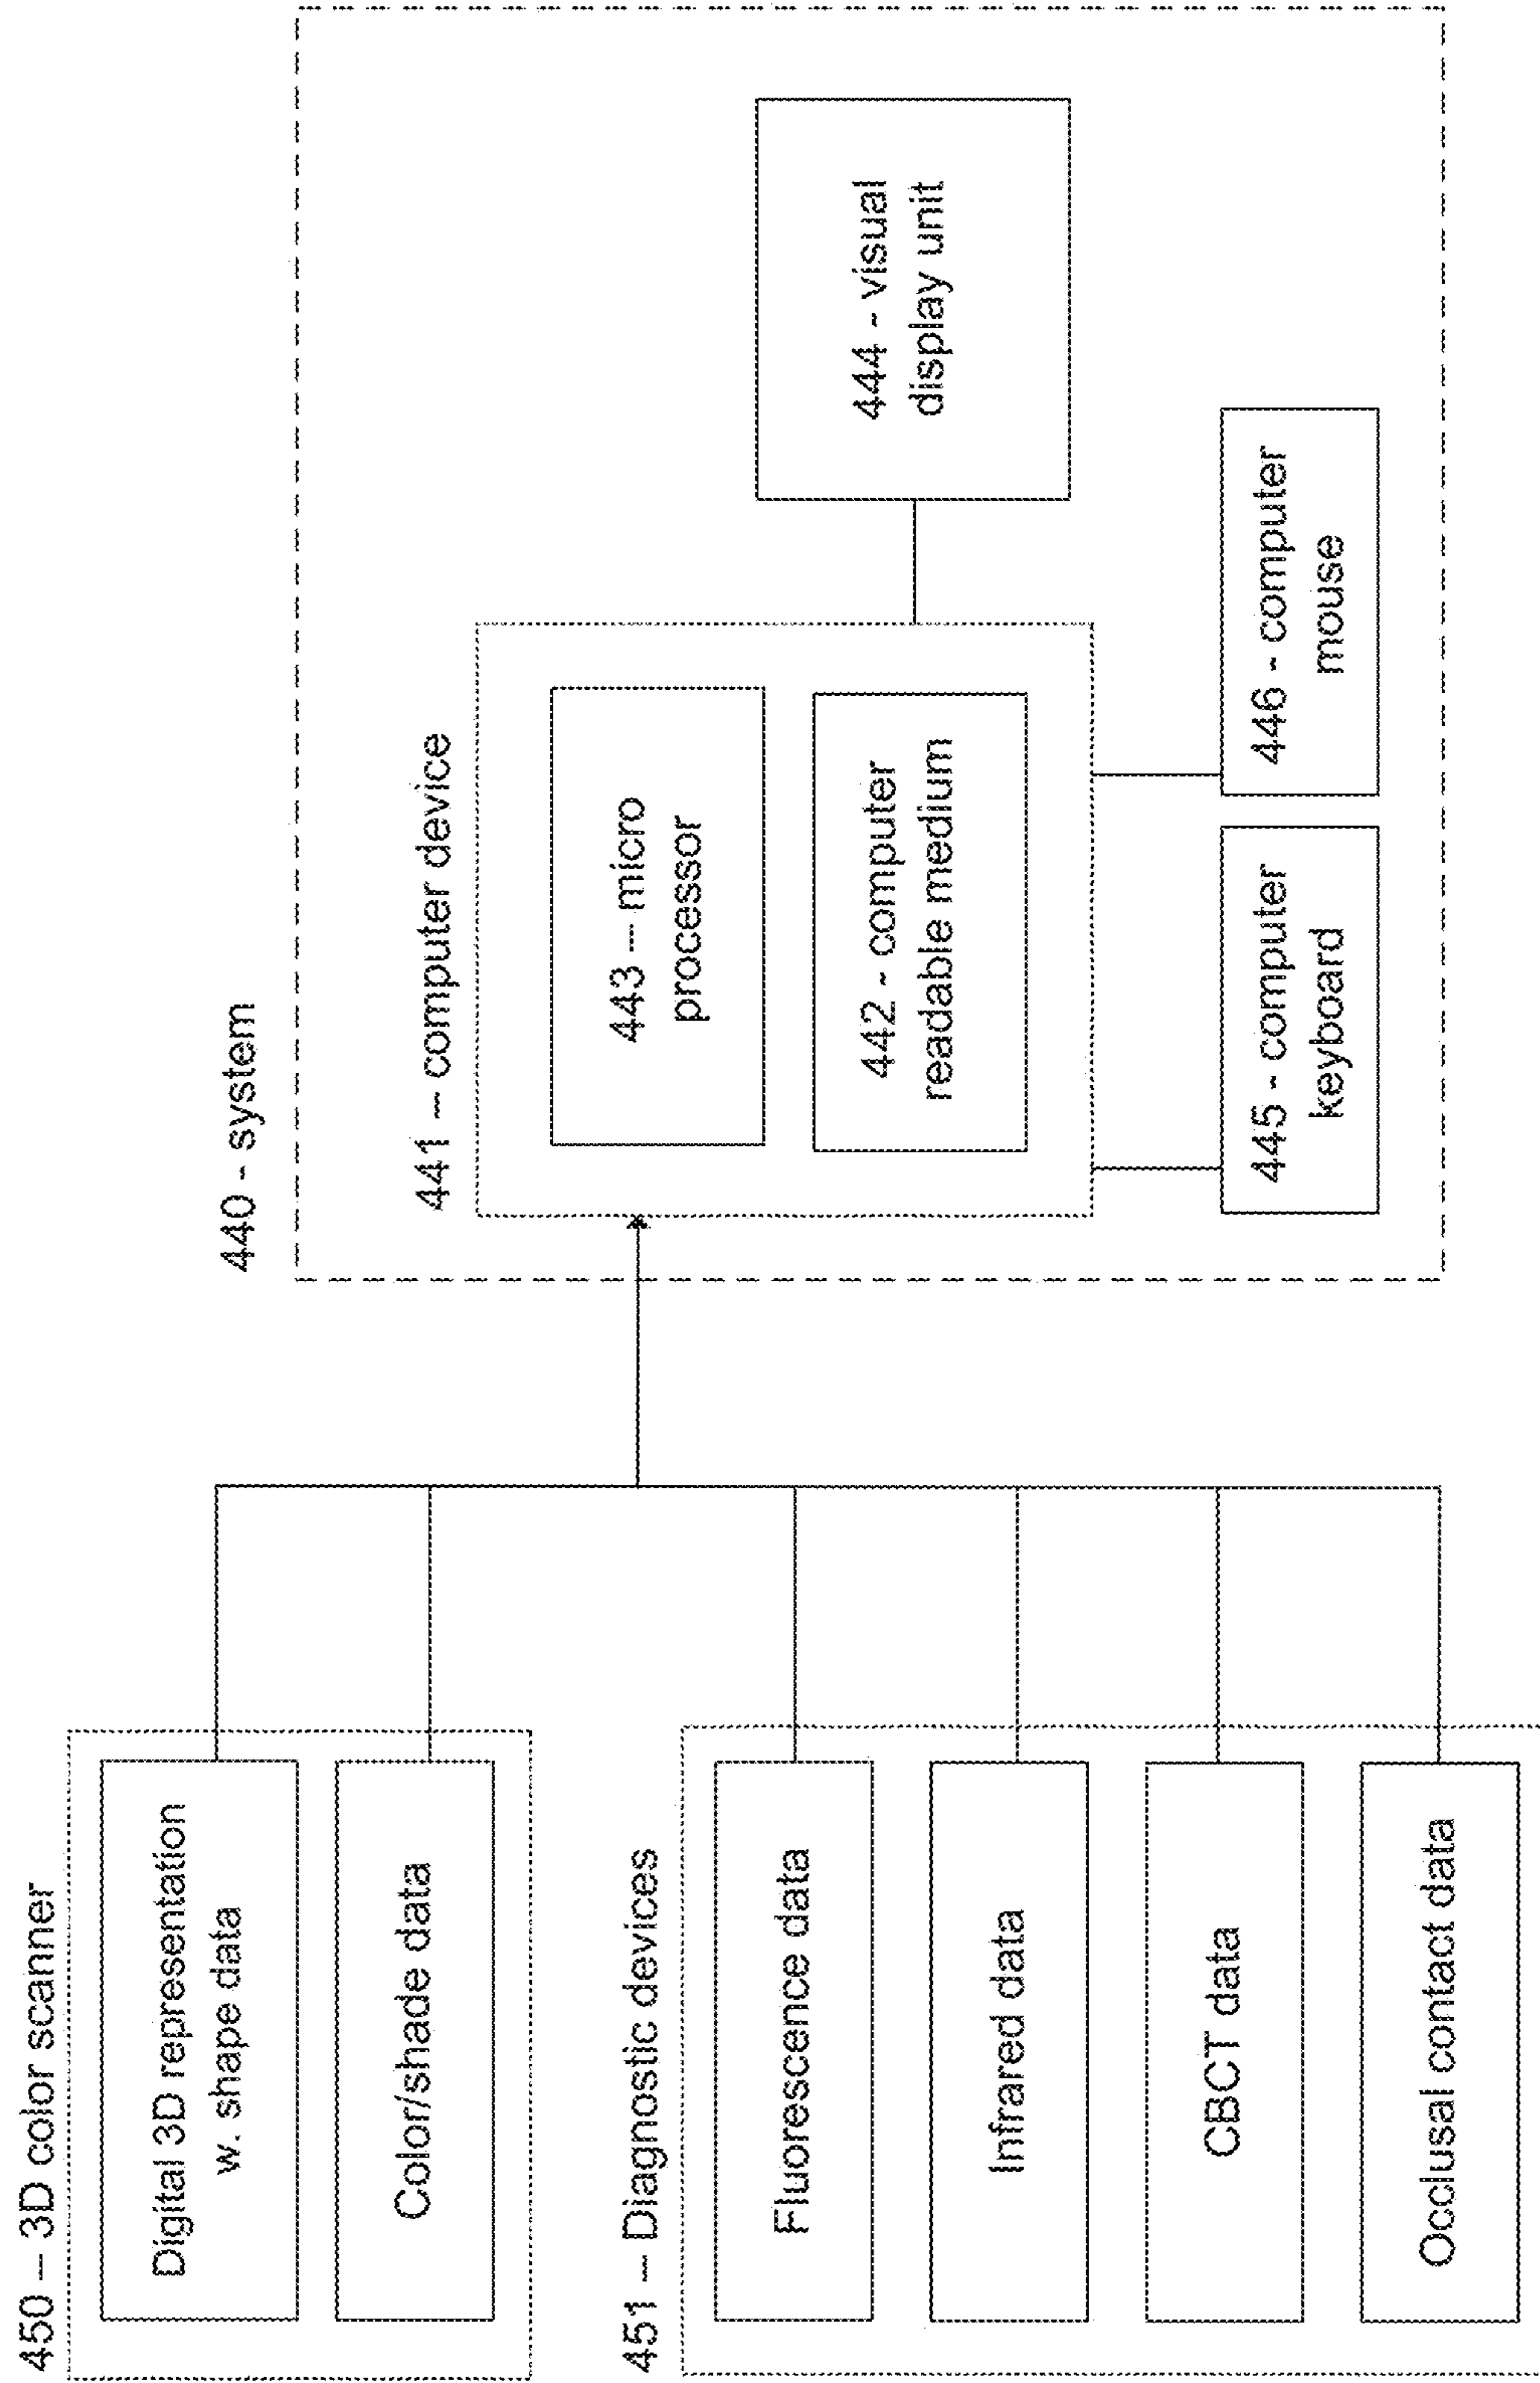 450 – 3D color scanner
Digital 3D representation
w. shape data
Color/shade data
451 – Diagnostic devices
Fluorescence data
Infrared data
CBCT data
Occlusal contact data
440 - system
441 – computer device
443 – micro
processor
442 - computer
readable medium
444 - visual
display unit
445 - computer
keyboard
446 - computer
mouse